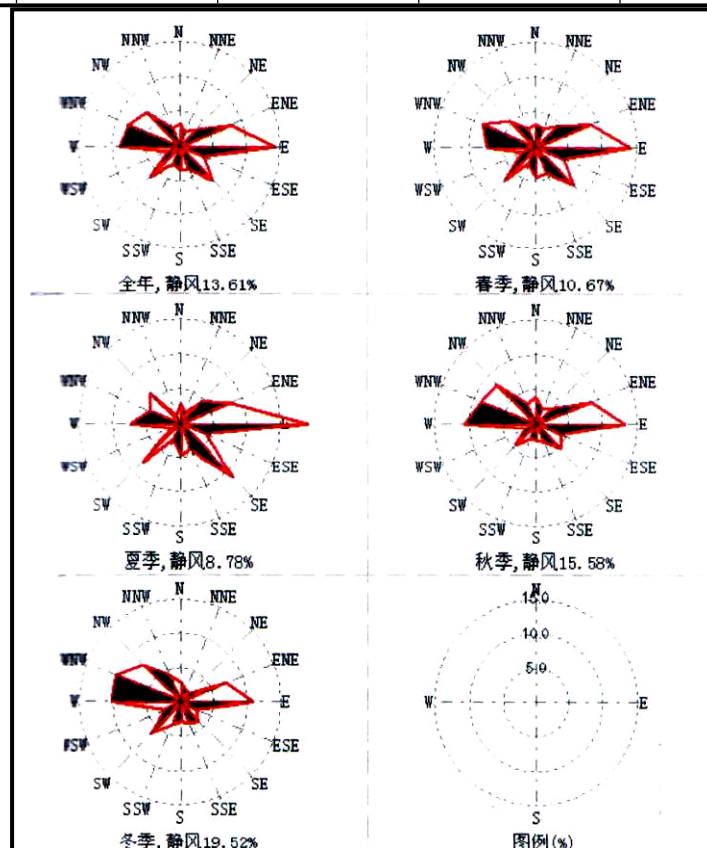 N N
NNW NNE NNW NNE
NW NE NW NE
WNW ENE WNW ENE
W E W E
WSW ESE WSW ESE
SW SE SW SE
SSW SSE SSW SSE
S S
全年,静风13.61% 春季,静风10.67%
N N
NNW NNE NNW NNE
NW NE NW NE
WNW ENE WNW ENE
W E W E
WSW ESE WSW ESE
SW SE SW SE
SSW SSE SSW SSE
S S
夏季,静风8.78% 秋季,静风15.58%
N N
NNW NNE 15.0
NW NE 10.0
WNW ENE 5.0
W E W E
WSW ESE
SW SE
SSW SSE
S S
冬季,静风19.52% 图例(%)